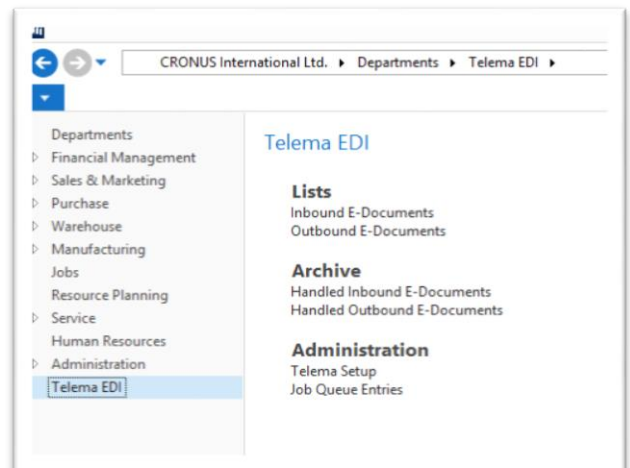 CRONUS International Ltd. ▸ Departments ▸ Telema EDI ▸
Departments
Financial Management
Sales & Marketing
Purchase
Warehouse
Manufacturing
Jobs
Resource Planning
Service
Human Resources
Administration
Telema EDI
Telema EDI
Lists
Inbound E-Documents
Outbound E-Documents
Archive
Handled Inbound E-Documents
Handled Outbound E-Documents
Administration
Telema Setup
Job Queue Entries